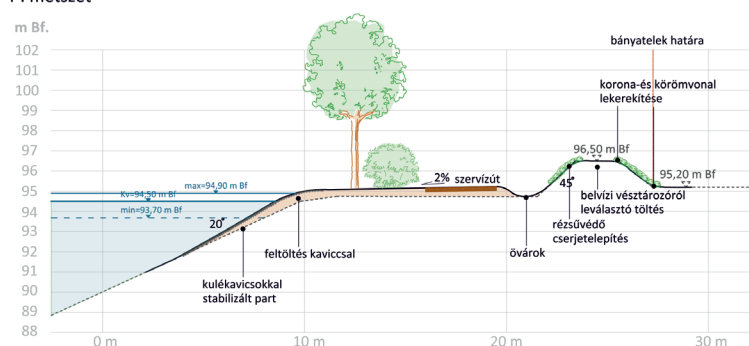 m Bf.
102
101
100
99
98
97
96
95
94
93
92
91
90
89
88
0 m
10 m
20 m
30 m
bányatelek határa
korona-és körömvonal
lekerekítése
96,50 m Bf
95,20 m Bf
2% szervízút
45°
max=94,90 m Bf
Kv=94,50 m Bf
min=93,70 m Bf
20°
feltöltés kaviccsal
kulékavicsokkal
stabilizált part
övárok
rézsűvédő
cserjetelepítés
belvízi vésztározóról
leválasztó töltés